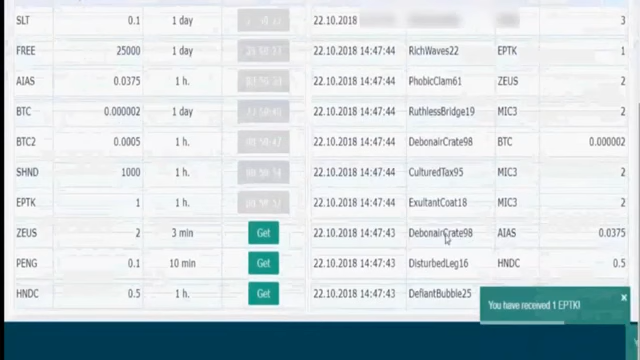 SLT 0.1 1 day 22.10.2018 3
FREE 25000 1 day 22.10.2018 14:47:44 RichWaves22 EPTK 1
AIAS 0.0375 1 h. 22.10.2018 14:47:44 PhobicClam61 ZEUS 2
BTC 0.000002 1 day 22.10.2018 14:47:44 RuthlessBridge19 MIC3 2
BTC2 0.0005 1 h. 22.10.2018 14:47:44 DebonairCrate98 BTC 0.000002
SHND 1000 1 h. 22.10.2018 14:47:44 CulturedTax95 MIC3 2
EPTK 1 1 h. 22.10.2018 14:47:44 ExultantCoat18 MIC3 2
ZEUS 2 3 min Get 22.10.2018 14:47:43 DebonairCrate98 AIAS 0.0375
PENG 0.1 10 min Get 22.10.2018 14:47:43 DisturbedLeg16 HNDC 0.5
HNDC 0.5 1 h. Get 22.10.2018 14:47:43 DefiantBubble25
You have received 1 EPTK! x